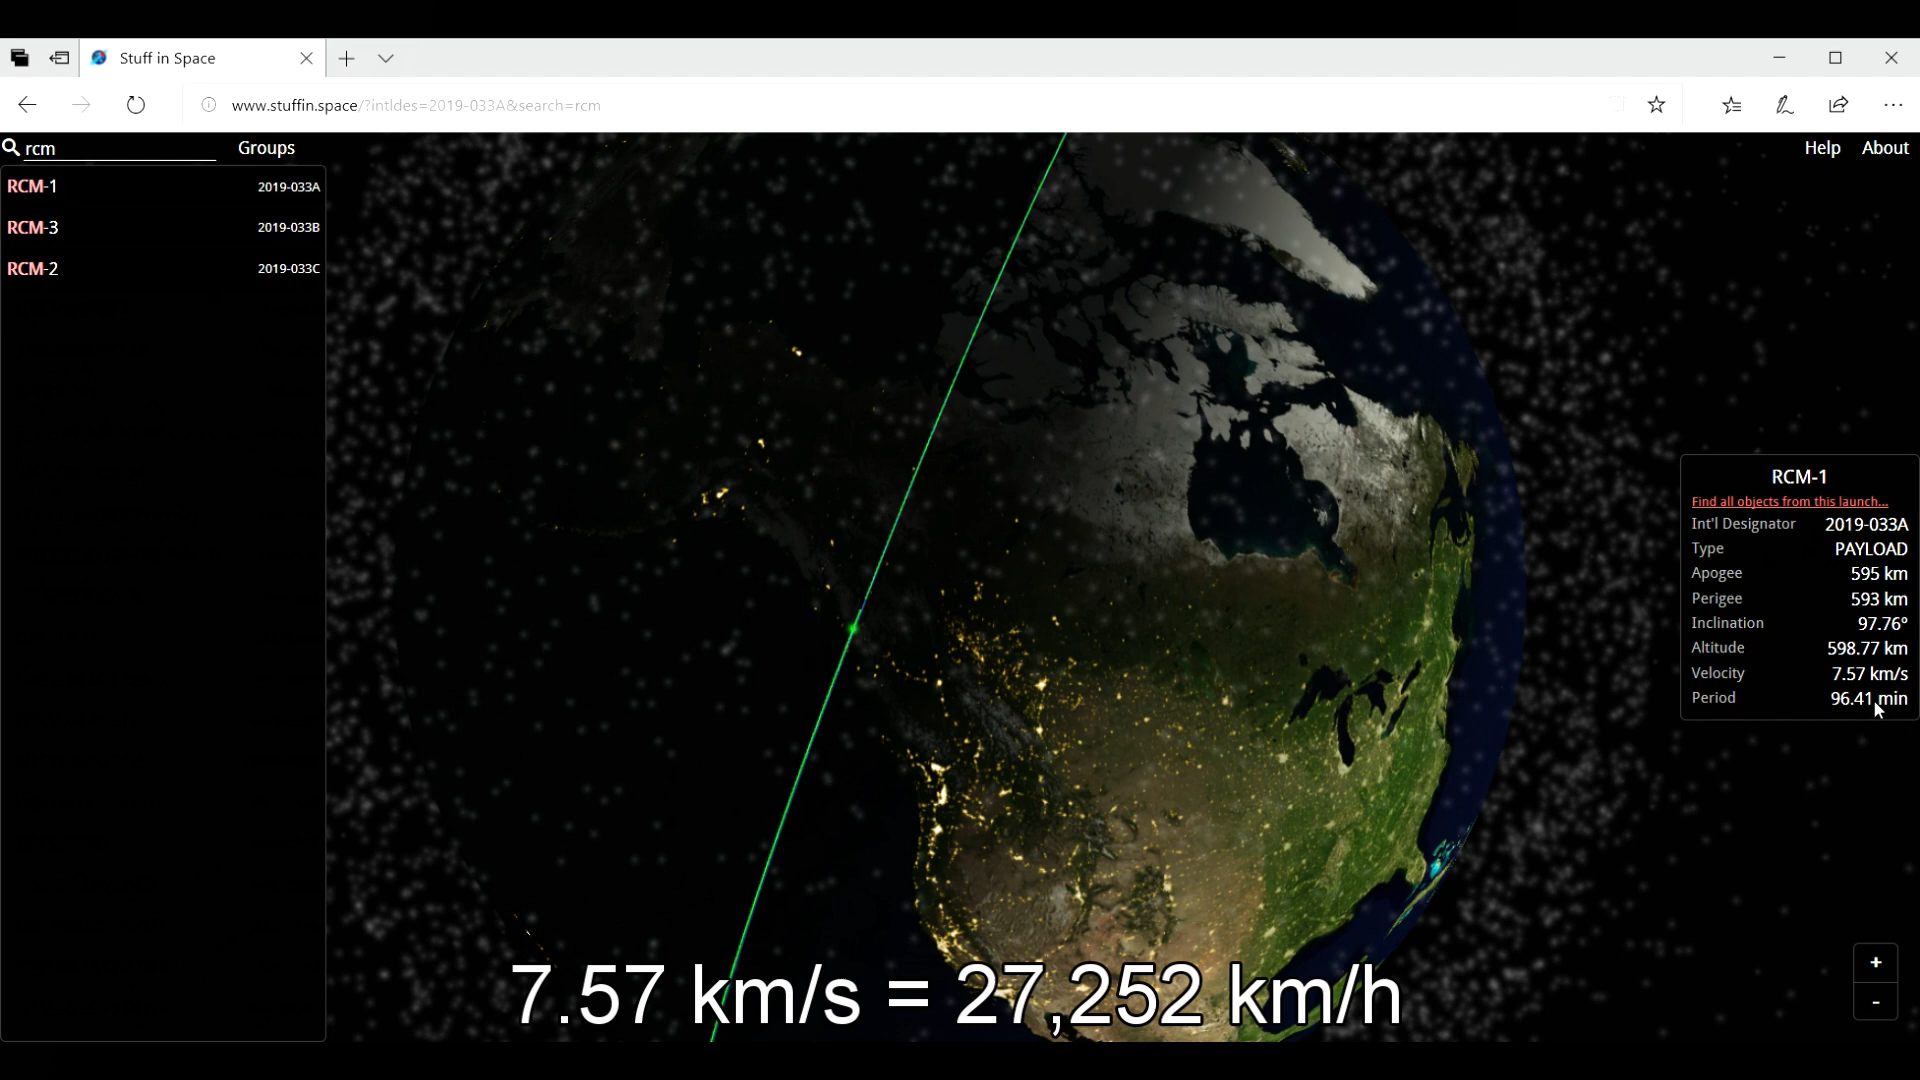 Stuff in Space
www.stuffin.space/?intldes=2019-033A&search=rcm
rcm
Groups
Help
About
RCM-1 2019-033A
RCM-3 2019-033B
RCM-2 2019-033C
RCM-1
Find all objects from this launch...
Int'l Designator 2019-033A
Type PAYLOAD
Apogee 595 km
Perigee 593 km
Inclination 97.76°
Altitude 598.77 km
Velocity 7.57 km/s
Period 96.41 min
+
-
7.57 km/s = 27,252 km/h